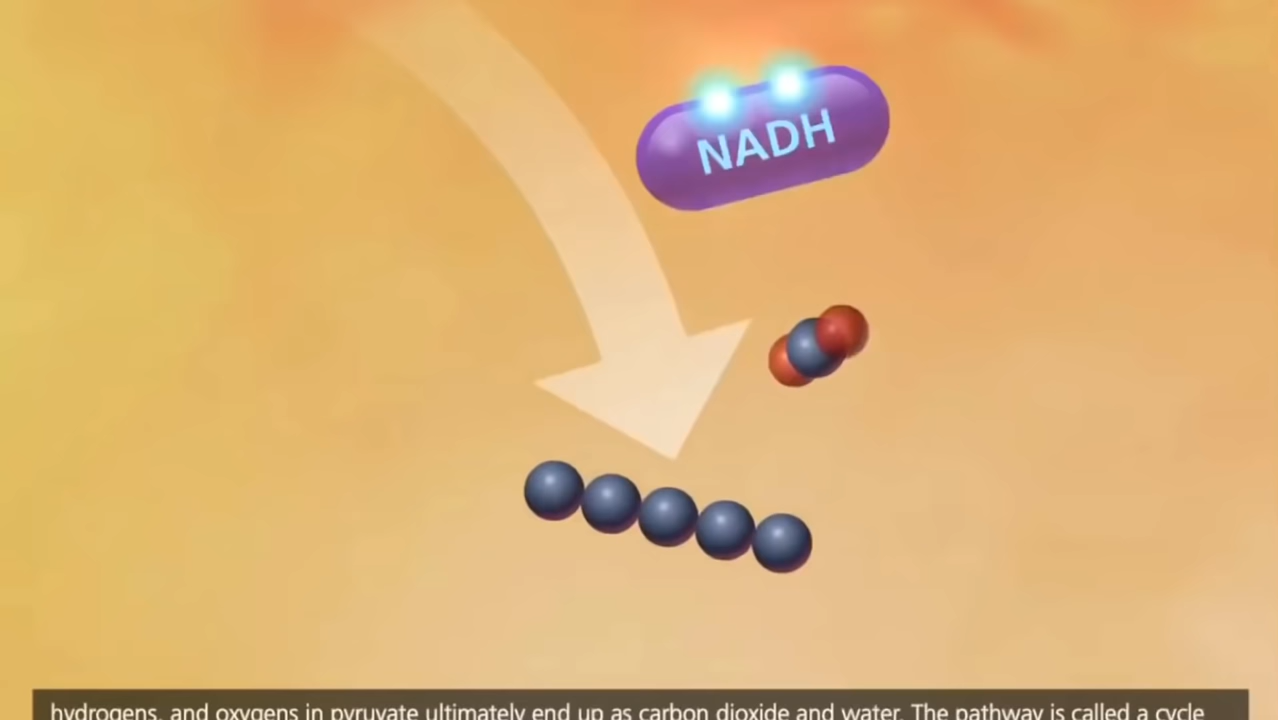 NADH
hydrogens, and oxygens in pyruvate ultimately end up as carbon dioxide and water. The pathway is called a cycle